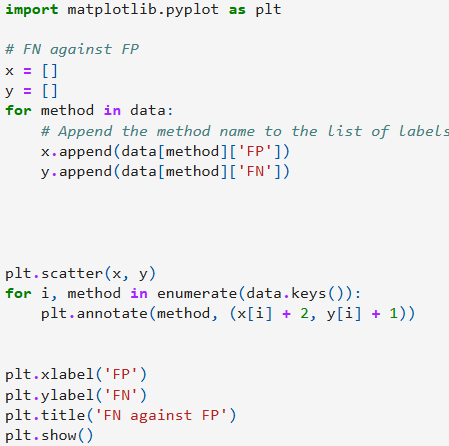 import matplotlib.pyplot as plt
# FN against FP
x = []
y = []
for method in data:
# Append the method name to the list of labels
x.append(data[method]['FP'])
y.append(data[method]['FN'])
plt.scatter(x, y)
for i, method in enumerate(data.keys()):
plt.annotate(method, (x[i] + 2, y[i] + 1))
plt.xlabel('FP')
plt.ylabel('FN')
plt.title('FN against FP')
plt.show()